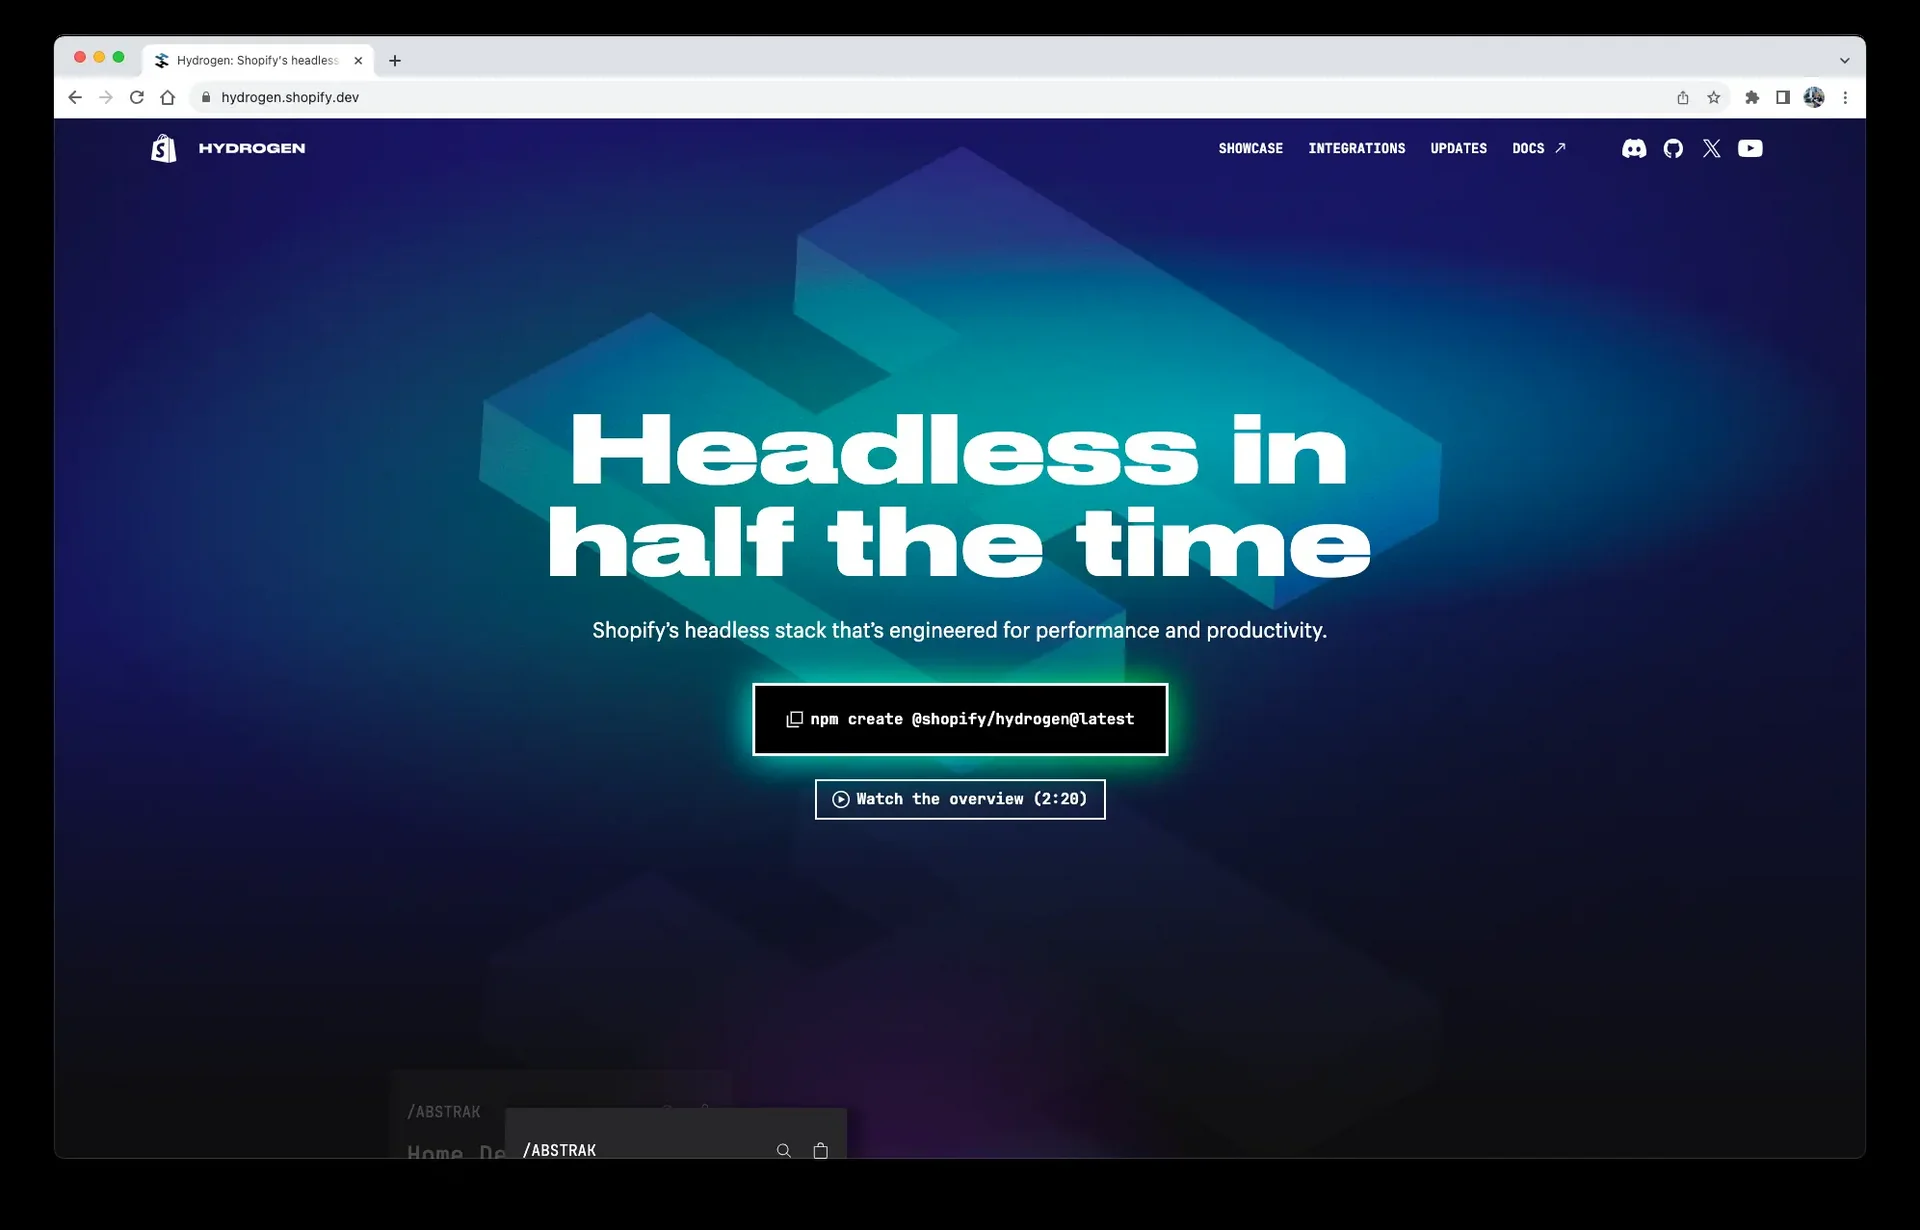 Hydrogen: Shopify's headless
hydrogen.shopify.dev
HYDROGEN
SHOWCASE INTEGRATIONS UPDATES DOCS ↗
Headless in
half the time
Shopify’s headless stack that’s engineered for performance and productivity.
npm create @shopify/hydrogen@latest
Watch the overview (2:20)
/ABSTRAK
Home De
/ABSTRAK